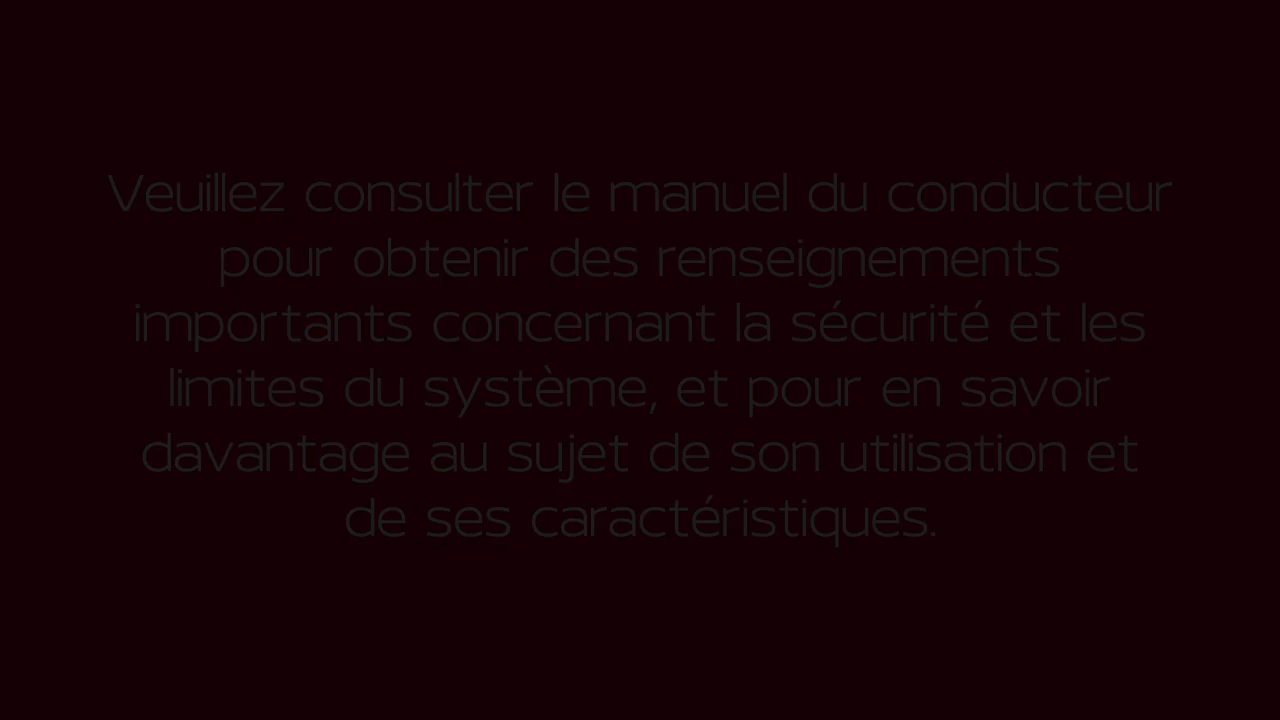 Veuillez consulter le manuel du conducteur
pour obtenir des renseignements
importants concernant la sécurité et les
limites du système, et pour en savoir
davantage au sujet de son utilisation et
de ses caractéristiques.